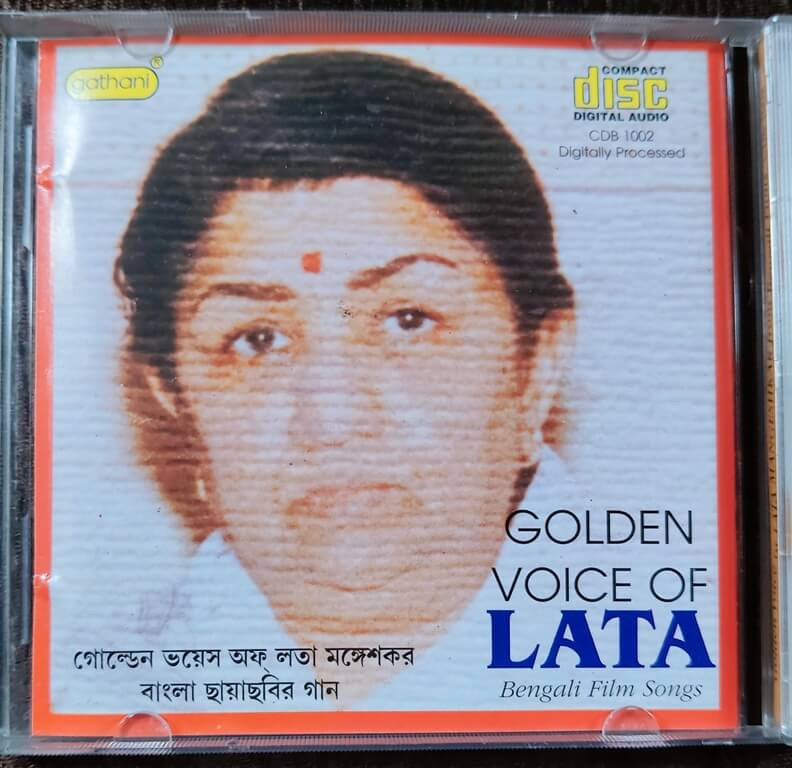 gathani®
COMPACT
disc
DIGITAL AUDIO
CDB 1002
Digitally Processed
GOLDEN
VOICE OF
LATA
Bengali Film Songs
গোল্ডেন ভয়েস অফ লতা মঙ্গেশকর
বাংলা ছায়াছবির গান